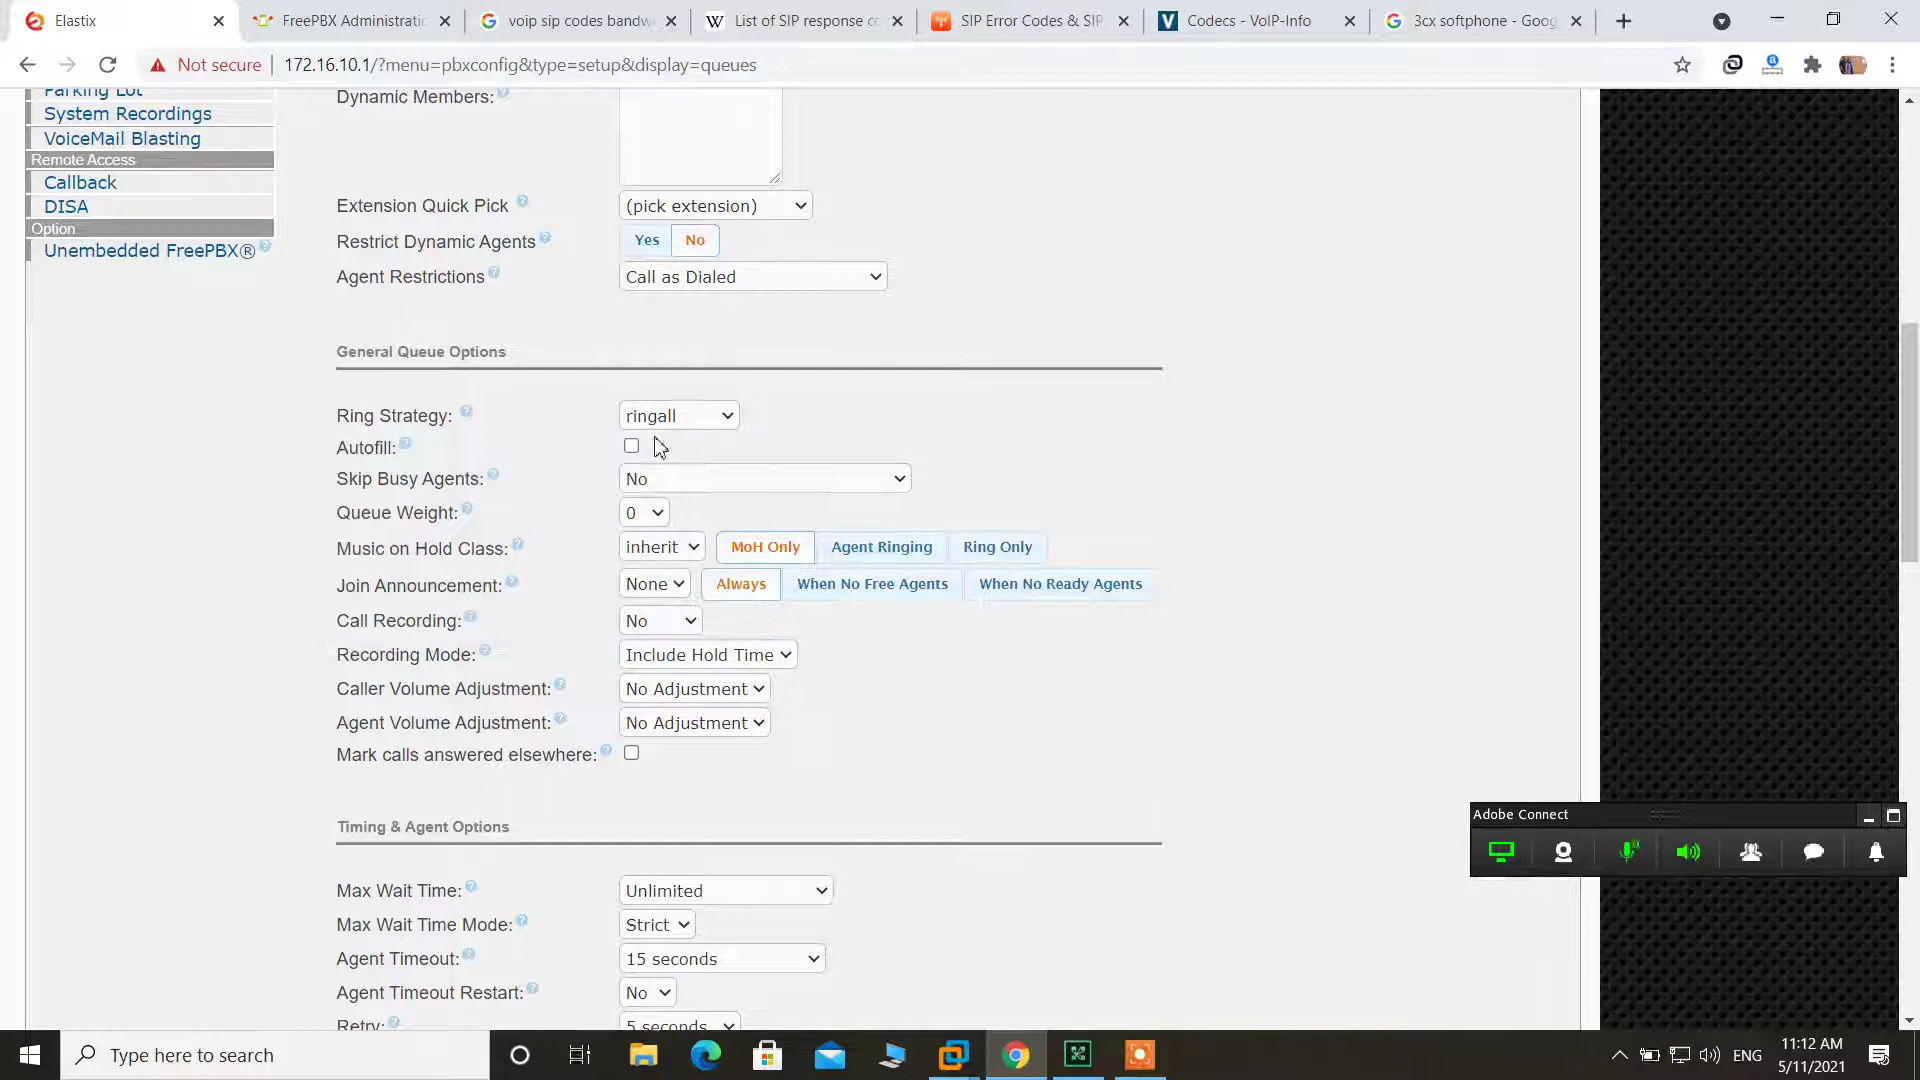 Elastix
FreePBX Administratic
voip sip codes bandw
List of SIP response co
SIP Error Codes & SIP
Codecs - VoIP-Info
3cx softphone - Goog
Not secure
172.16.10.1/?menu=pbxconfig&type=setup&display=queues
Parking Lot
System Recordings
VoiceMail Blasting
Remote Access
Callback
DISA
Option
Unembedded FreePBX®
Dynamic Members:
Extension Quick Pick (pick extension)
Restrict Dynamic Agents Yes No
Agent Restrictions Call as Dialed
General Queue Options
Ring Strategy: ringall
Autofill:
Skip Busy Agents: No
Queue Weight: 0
Music on Hold Class: inherit MoH Only Agent Ringing Ring Only
Join Announcement: None Always When No Free Agents When No Ready Agents
Call Recording: No
Recording Mode: Include Hold Time
Caller Volume Adjustment: No Adjustment
Agent Volume Adjustment: No Adjustment
Mark calls answered elsewhere:
Timing & Agent Options
Max Wait Time: Unlimited
Max Wait Time Mode: Strict
Agent Timeout: 15 seconds
Agent Timeout Restart: No
Retry: 5 seconds
Adobe Connect
Type here to search
ENG
11:12 AM
5/11/2021